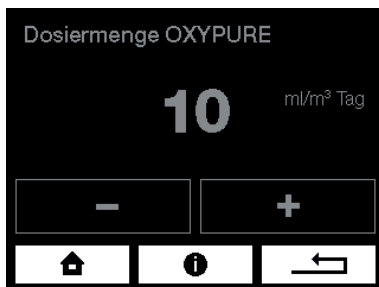 Dosiermenge OXYPURE
10 ml/m³ Tag
− +